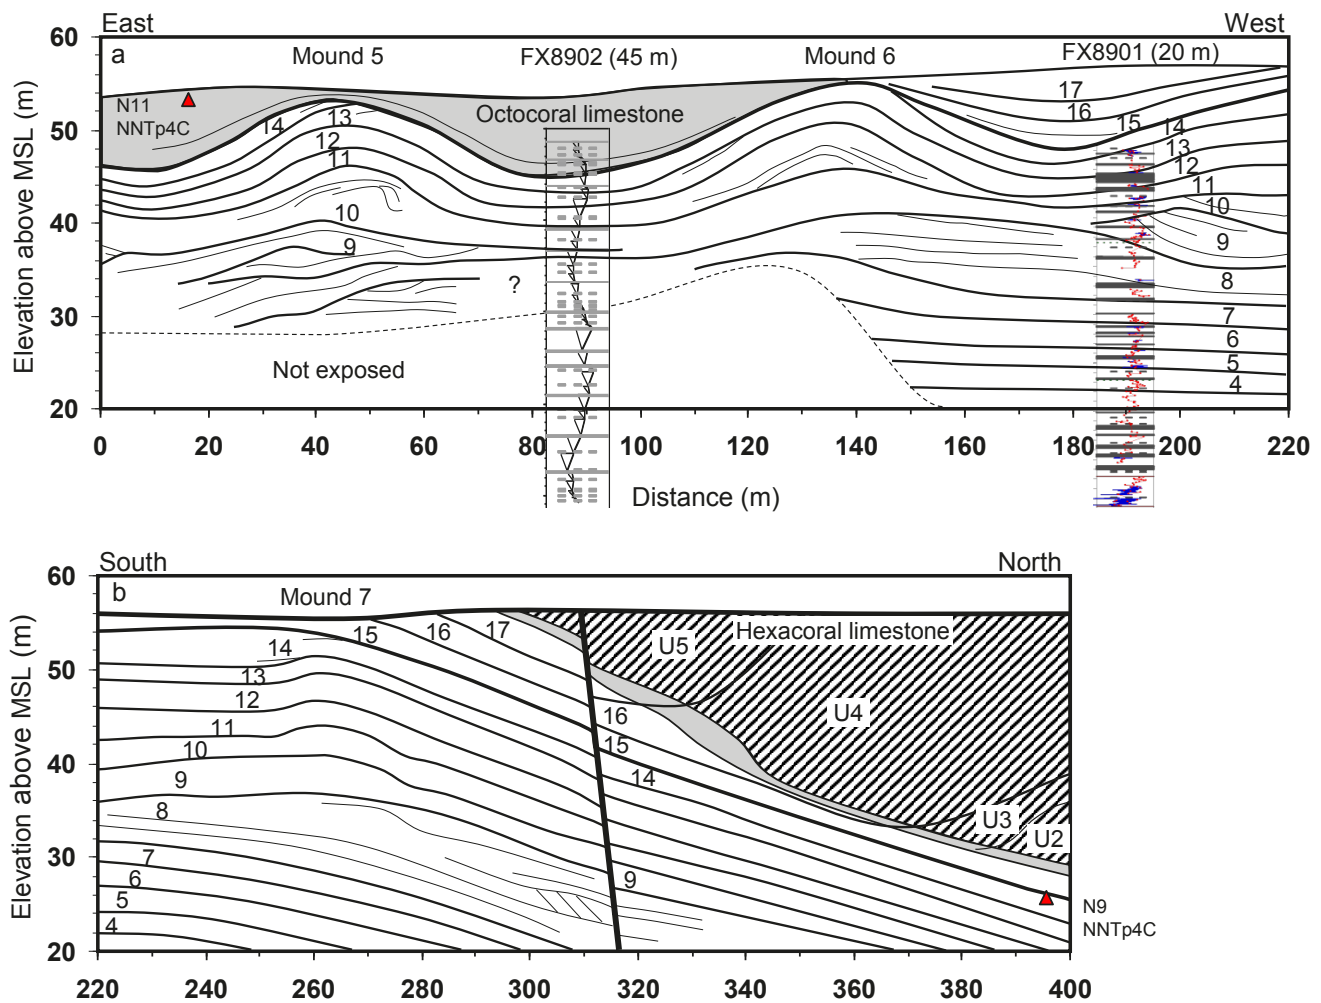 East
West
60
a
Mound 5
FX8902 (45 m)
Mound 6
FX8901 (20 m)
N11
NNTp4C
Octocoral limestone
17
16
15
14
13
12
11
10
9
8
7
6
5
4
14
13
12
11
10
9
?
Not exposed
50
40
30
20
Elevation above MSL (m)
0
20
40
60
80
100
120
140
160
180
200
220
Distance (m)
South
North
60
b
Mound 7
15
16
17
U5
Hexacoral limestone
U4
U3
U2
14
13
12
11
10
9
8
7
6
5
4
16
15
14
9
N9
NNTp4C
50
40
30
20
Elevation above MSL (m)
220
240
260
280
300
320
340
360
380
400